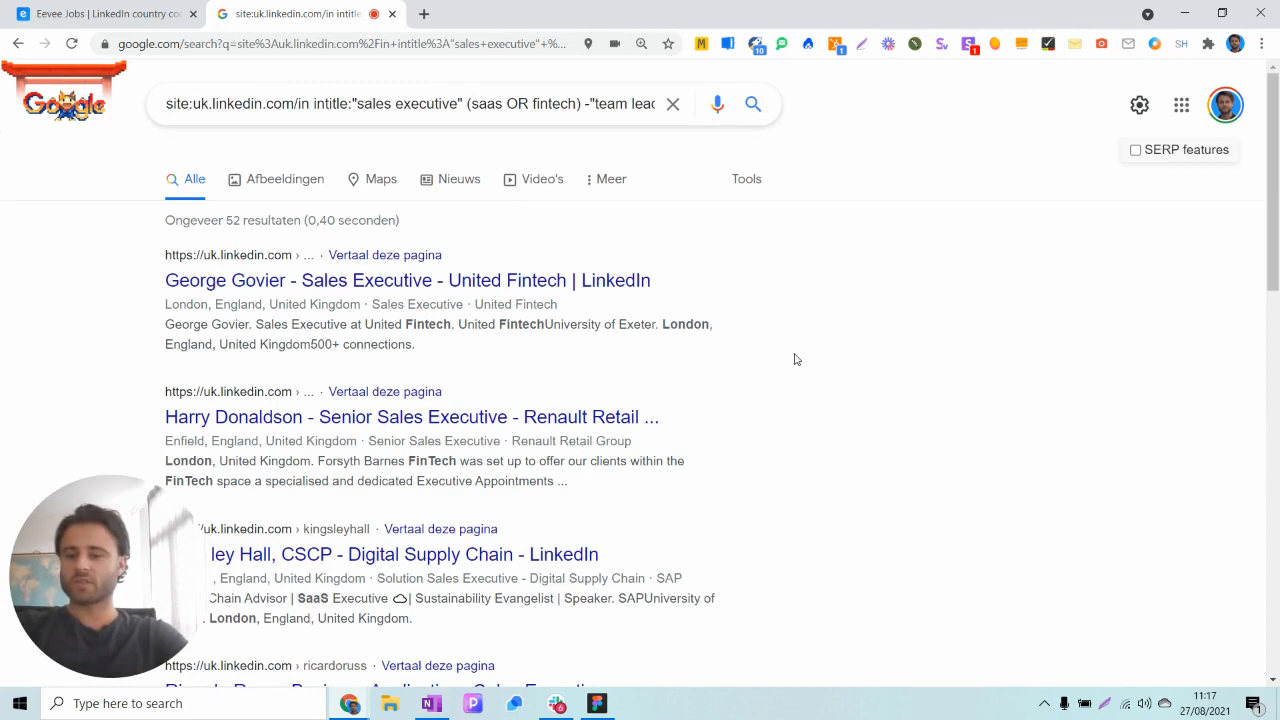 Eevee Jobs | LinkedIn country co
site:uk.linkedin.com/in intitle
google.com/search?q=site%3Auk.linkedin.com%2Fin+intitle%3A"sales+executive"+%...
10
1
1
SH
Google
site:uk.linkedin.com/in intitle:"sales executive" (saas OR fintech) -"team leac
SERP features
Alle
Afbeeldingen
Maps
Nieuws
Video's
Meer
Tools
Ongeveer 52 resultaten (0,40 seconden)
https://uk.linkedin.com › ... · Vertaal deze pagina
George Govier - Sales Executive - United Fintech | LinkedIn
London, England, United Kingdom · Sales Executive · United Fintech
George Govier. Sales Executive at United Fintech. United FintechUniversity of Exeter. London,
England, United Kingdom500+ connections.
https://uk.linkedin.com › ... · Vertaal deze pagina
Harry Donaldson - Senior Sales Executive - Renault Retail ...
Enfield, England, United Kingdom · Senior Sales Executive · Renault Retail Group
London, United Kingdom. Forsyth Barnes FinTech was set up to offer our clients within the
FinTech space a specialised and dedicated Executive Appointments ...
/uk.linkedin.com › kingsleyhall · Vertaal deze pagina
ley Hall, CSCP - Digital Supply Chain - LinkedIn
, England, United Kingdom · Solution Sales Executive - Digital Supply Chain · SAP
Chain Advisor | SaaS Executive | Sustainability Evangelist | Speaker. SAPUniversity of
. London, England, United Kingdom.
https://uk.linkedin.com › ricardoruss · Vertaal deze pagina
Type here to search
6
11:17
27/08/2021
1